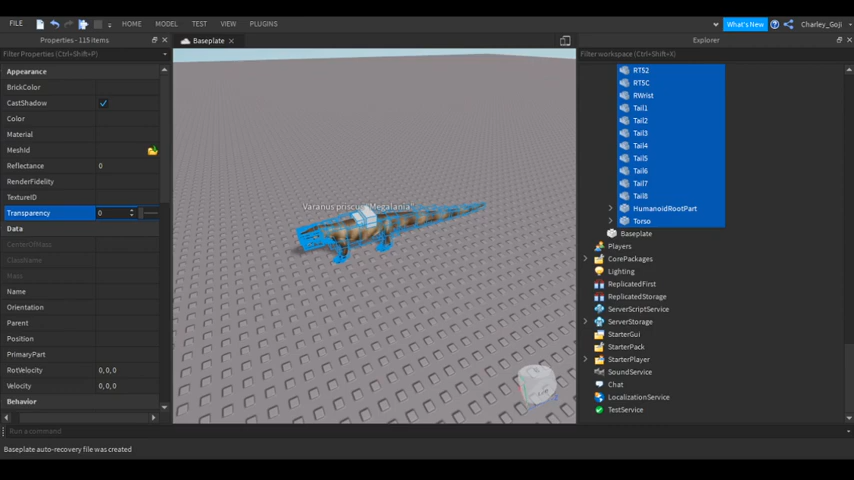 FILE HOME MODEL TEST VIEW PLUGINS What's New Charley_Goji
Properties - 115 items
Baseplate
Explorer
Filter Properties (Ctrl+Shift+P)
Filter workspace (Ctrl+Shift+X)
Appearance
BrickColor
CastShadow
Color
Material
MeshId
Reflectance 0
RenderFidelity
TextureID
Transparency 0
Data
CenterOfMass
ClassName
Mass
Name
Orientation
Parent
Position
PrimaryPart
RotVelocity 0, 0, 0
Velocity 0, 0, 0
Behavior
Varanus priscus "Megalania"
RTS2
RTSC
RWrist
Tail1
Tail2
Tail3
Tail4
Tail5
Tail6
Tail7
Tail8
HumanoidRootPart
Torso
Baseplate
Players
CorePackages
Lighting
ReplicatedFirst
ReplicatedStorage
ServerScriptService
ServerStorage
StarterGui
StarterPack
StarterPlayer
SoundService
Chat
LocalizationService
TestService
Run a command
Baseplate auto-recovery file was created